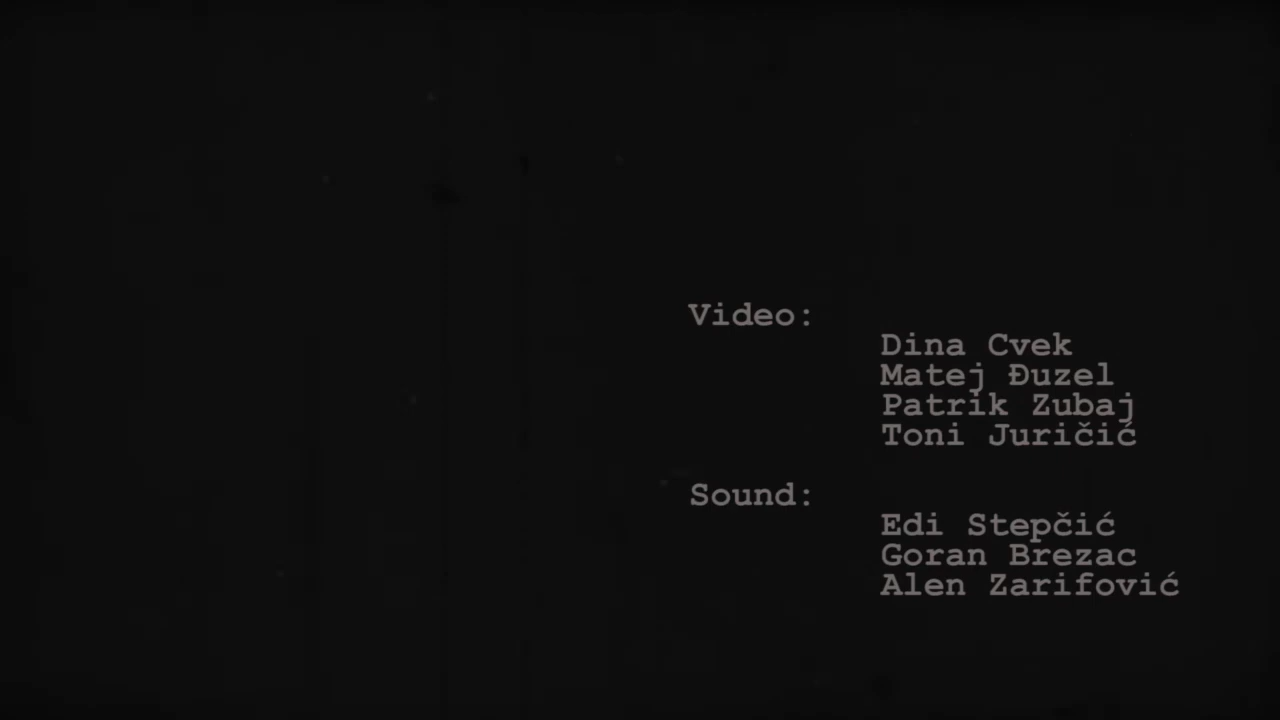 Video:
Dina Cvek
Matej Đuzel
Patrik Zubaj
Toni Juričić
Sound:
Edi Stepčić
Goran Brezac
Alen Zarifović